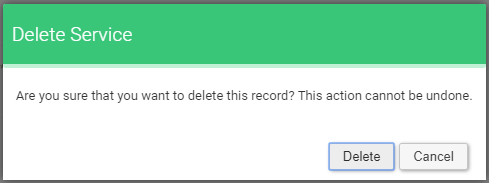 Delete Service
Are you sure that you want to delete this record? This action cannot be undone.
Delete Cancel